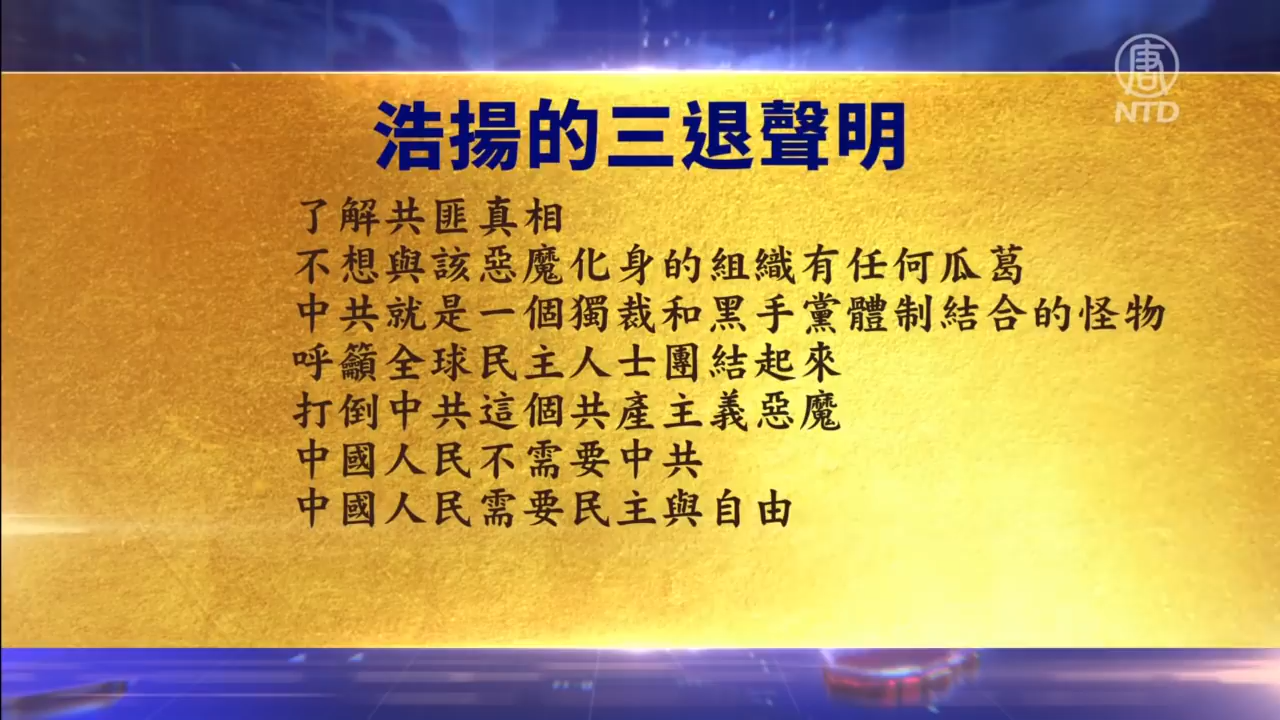 唐
NTD
浩揚的三退聲明
了解共匪真相
不想與該惡魔化身的組織有任何瓜葛
中共就是一個獨裁和黑手黨體制結合的怪物
呼籲全球民主人士團結起來
打倒中共這個共產主義惡魔
中國人民不需要中共
中國人民需要民主與自由